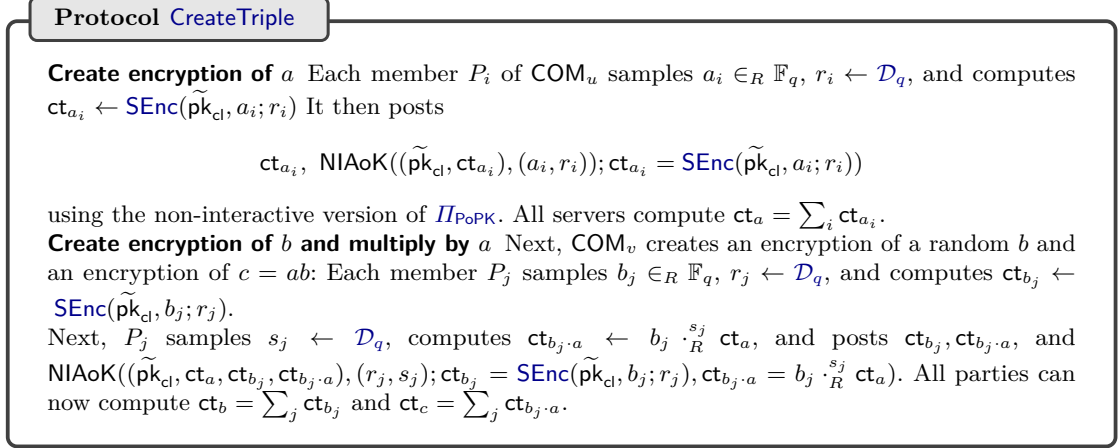 Protocol CreateTriple
Create encryption of a Each member P_i of COM_u samples a_i ∈_R 𝔽_q, r_i ← 𝒟_q, and computes
ct_{a_i} ← SEnc(p̃k_cl, a_i; r_i) It then posts
ct_{a_i}, NIAoK((p̃k_cl, ct_{a_i}), (a_i, r_i)); ct_{a_i} = SEnc(p̃k_cl, a_i; r_i))
using the non-interactive version of Π_PoPK. All servers compute ct_a = ∑_i ct_{a_i}.
Create encryption of b and multiply by a Next, COM_v creates an encryption of a random b and
an encryption of c = ab: Each member P_j samples b_j ∈_R 𝔽_q, r_j ← 𝒟_q, and computes ct_{b_j} ←
SEnc(p̃k_cl, b_j; r_j).
Next, P_j samples s_j ← 𝒟_q, computes ct_{b_j·a} ← b_j ·_R^{s_j} ct_a, and posts ct_{b_j}, ct_{b_j·a}, and
NIAoK((p̃k_cl, ct_a, ct_{b_j}, ct_{b_j·a}), (r_j, s_j); ct_{b_j} = SEnc(p̃k_cl, b_j; r_j), ct_{b_j·a} = b_j ·_R^{s_j} ct_a). All parties can
now compute ct_b = ∑_j ct_{b_j} and ct_c = ∑_j ct_{b_j·a}.